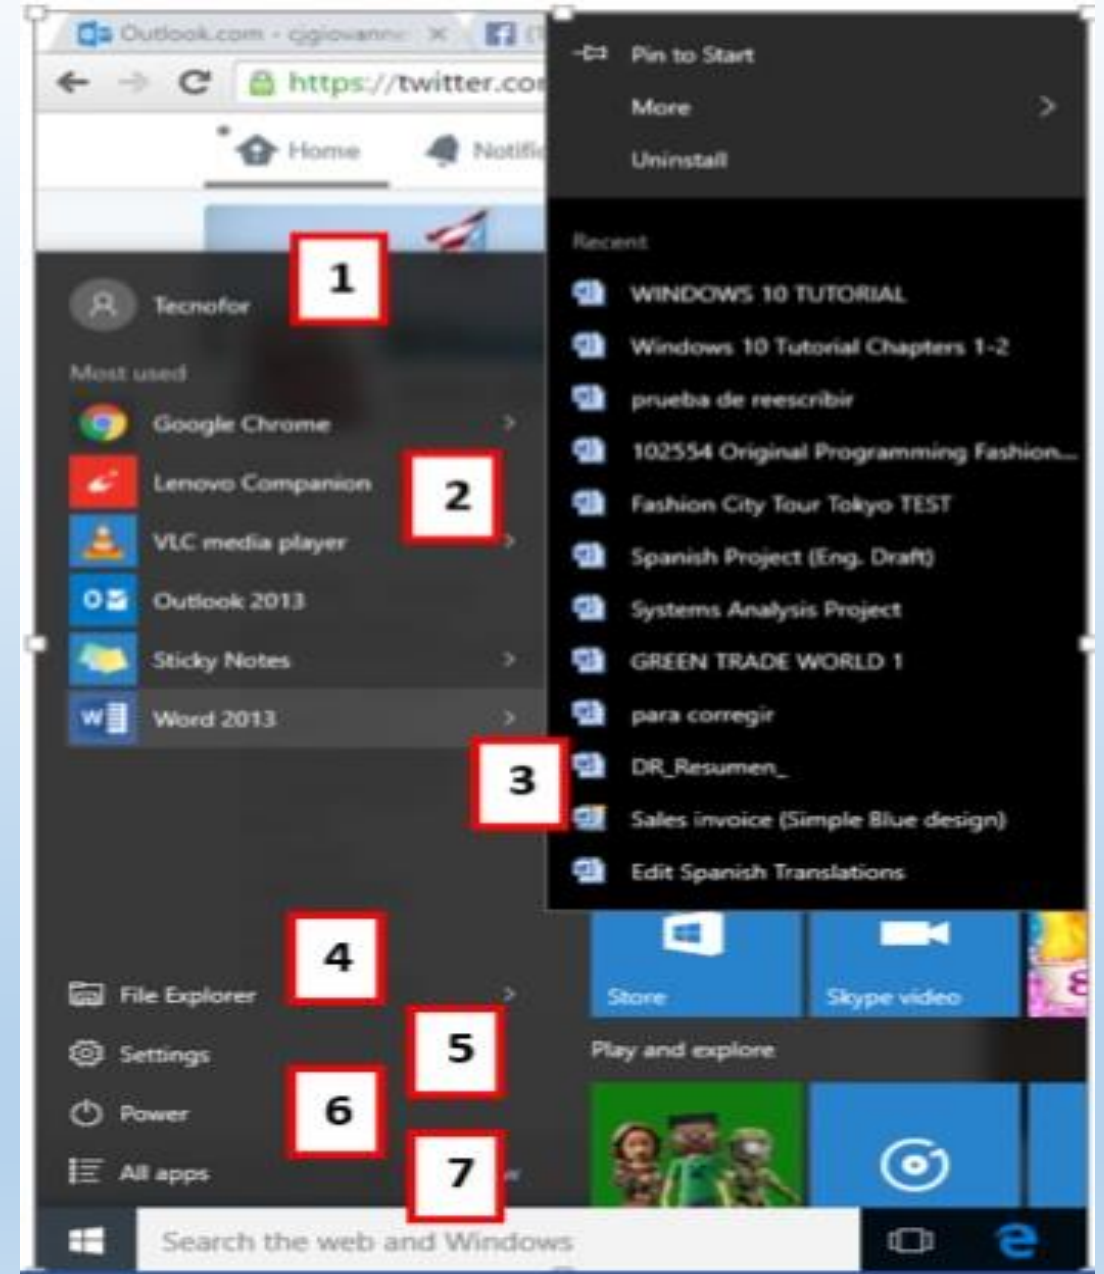 Outlook.com - cjgiovanne
https://twitter.co
Home
Notific
1
Tecnofor
Most used
Google Chrome
Lenovo Companion
2
VLC media player
Outlook 2013
Sticky Notes
Word 2013
3
4
File Explorer
5
Settings
6
Power
7
All apps
Search the web and Windows
Pin to Start
More
Uninstall
Recent
WINDOWS 10 TUTORIAL
Windows 10 Tutorial Chapters 1-2
prueba de reescribir
102554 Original Programming Fashion...
Fashion City Tour Tokyo TEST
Spanish Project (Eng. Draft)
Systems Analysis Project
GREEN TRADE WORLD 1
para corregir
DR_Resumen_
Sales invoice (Simple Blue design)
Edit Spanish Translations
Store
Skype video
Play and explore